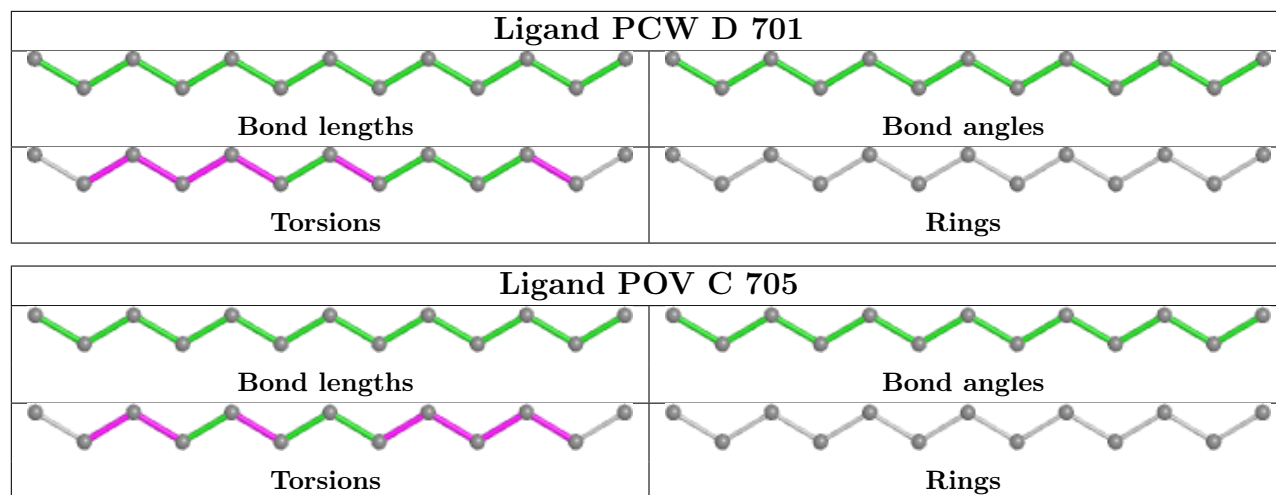 Ligand PCW D 701
Bond lengths
Bond angles
Torsions
Rings
Ligand POV C 705
Bond lengths
Bond angles
Torsions
Rings